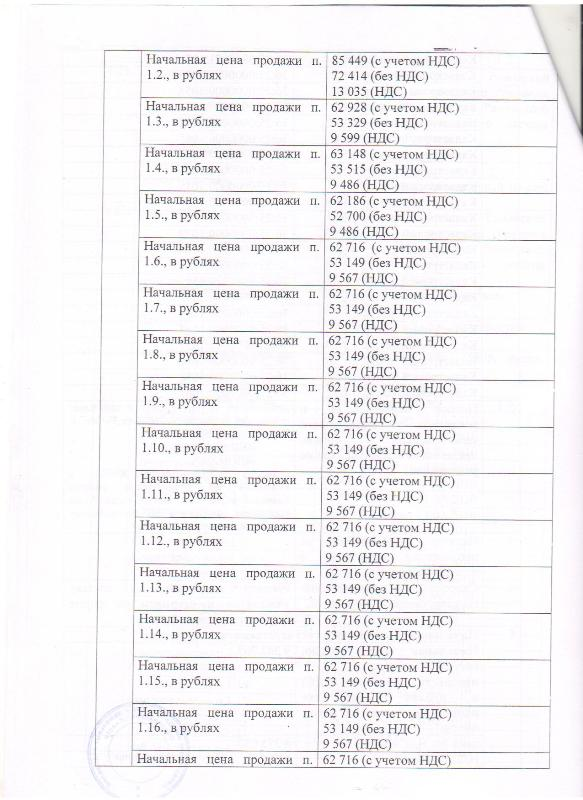 Начальная цена продажи п. 1.2., в рублях
85 449 (с учетом НДС)
72 414 (без НДС)
13 035 (НДС)
Начальная цена продажи п. 1.3., в рублях
62 928 (с учетом НДС)
53 329 (без НДС)
9 599 (НДС)
Начальная цена продажи п. 1.4., в рублях
63 148 (с учетом НДС)
53 515 (без НДС)
9 486 (НДС)
Начальная цена продажи п. 1.5., в рублях
62 186 (с учетом НДС)
52 700 (без НДС)
9 486 (НДС)
Начальная цена продажи п. 1.6., в рублях
62 716 (с учетом НДС)
53 149 (без НДС)
9 567 (НДС)
Начальная цена продажи п. 1.7., в рублях
62 716 (с учетом НДС)
53 149 (без НДС)
9 567 (НДС)
Начальная цена продажи п. 1.8., в рублях
62 716 (с учетом НДС)
53 149 (без НДС)
9 567 (НДС)
Начальная цена продажи п. 1.9., в рублях
62 716 (с учетом НДС)
53 149 (без НДС)
9 567 (НДС)
Начальная цена продажи п. 1.10., в рублях
62 716 (с учетом НДС)
53 149 (без НДС)
9 567 (НДС)
Начальная цена продажи п. 1.11., в рублях
62 716 (с учетом НДС)
53 149 (без НДС)
9 567 (НДС)
Начальная цена продажи п. 1.12., в рублях
62 716 (с учетом НДС)
53 149 (без НДС)
9 567 (НДС)
Начальная цена продажи п. 1.13., в рублях
62 716 (с учетом НДС)
53 149 (без НДС)
9 567 (НДС)
Начальная цена продажи п. 1.14., в рублях
62 716 (с учетом НДС)
53 149 (без НДС)
9 567 (НДС)
Начальная цена продажи п. 1.15., в рублях
62 716 (с учетом НДС)
53 149 (без НДС)
9 567 (НДС)
Начальная цена продажи п. 1.16., в рублях
62 716 (с учетом НДС)
53 149 (без НДС)
9 567 (НДС)
Начальная цена продажи п.
62 716 (с учетом НДС)